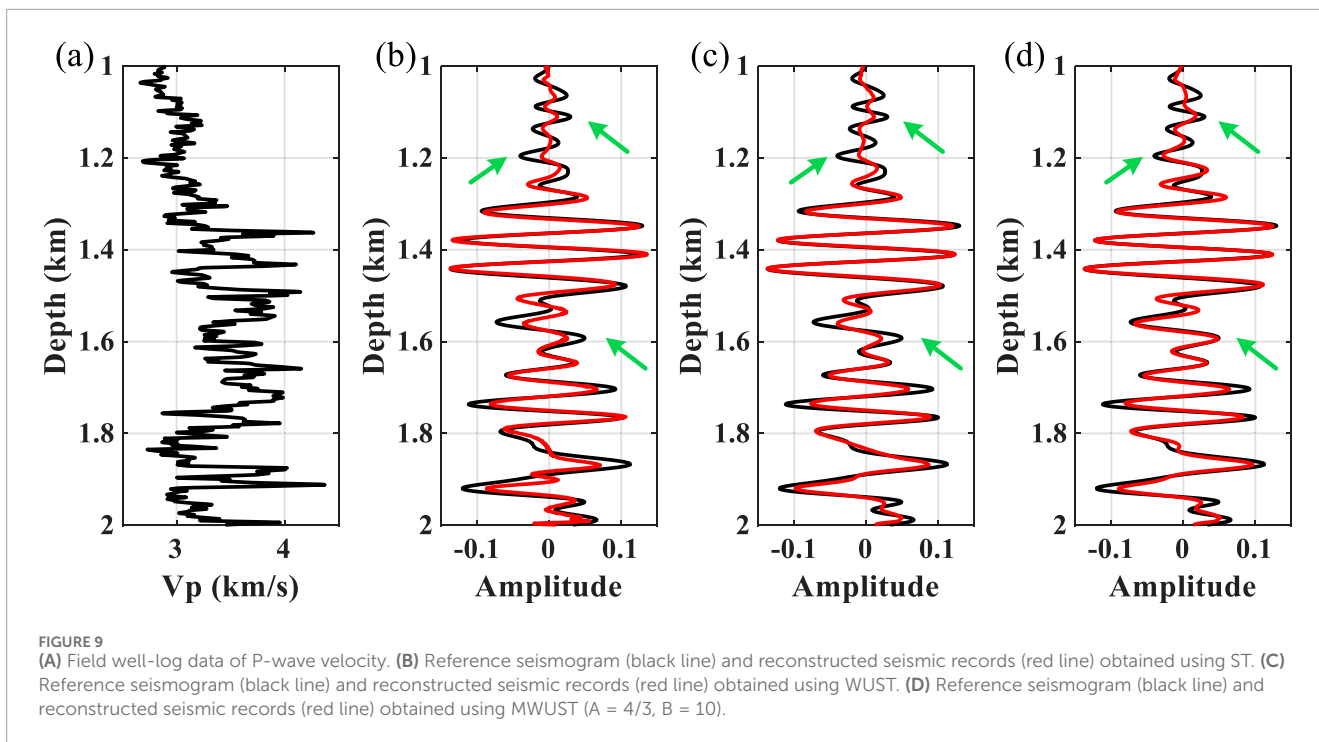 (a)
(b)
(c)
(d)
1
1.2
1.4
1.6
1.8
2
Depth (km)
3
4
Vp (km/s)
1
1.2
1.4
1.6
1.8
2
Depth (km)
-0.1
0
0.1
Amplitude
1
1.2
1.4
1.6
1.8
2
Depth (km)
-0.1
0
0.1
Amplitude
1
1.2
1.4
1.6
1.8
2
Depth (km)
-0.1
0
0.1
Amplitude
FIGURE 9
(A) Field well-log data of P-wave velocity. (B) Reference seismogram (black line) and reconstructed seismic records (red line) obtained using ST. (C)
Reference seismogram (black line) and reconstructed seismic records (red line) obtained using WUST. (D) Reference seismogram (black line) and
reconstructed seismic records (red line) obtained using MWUST (A = 4/3, B = 10).